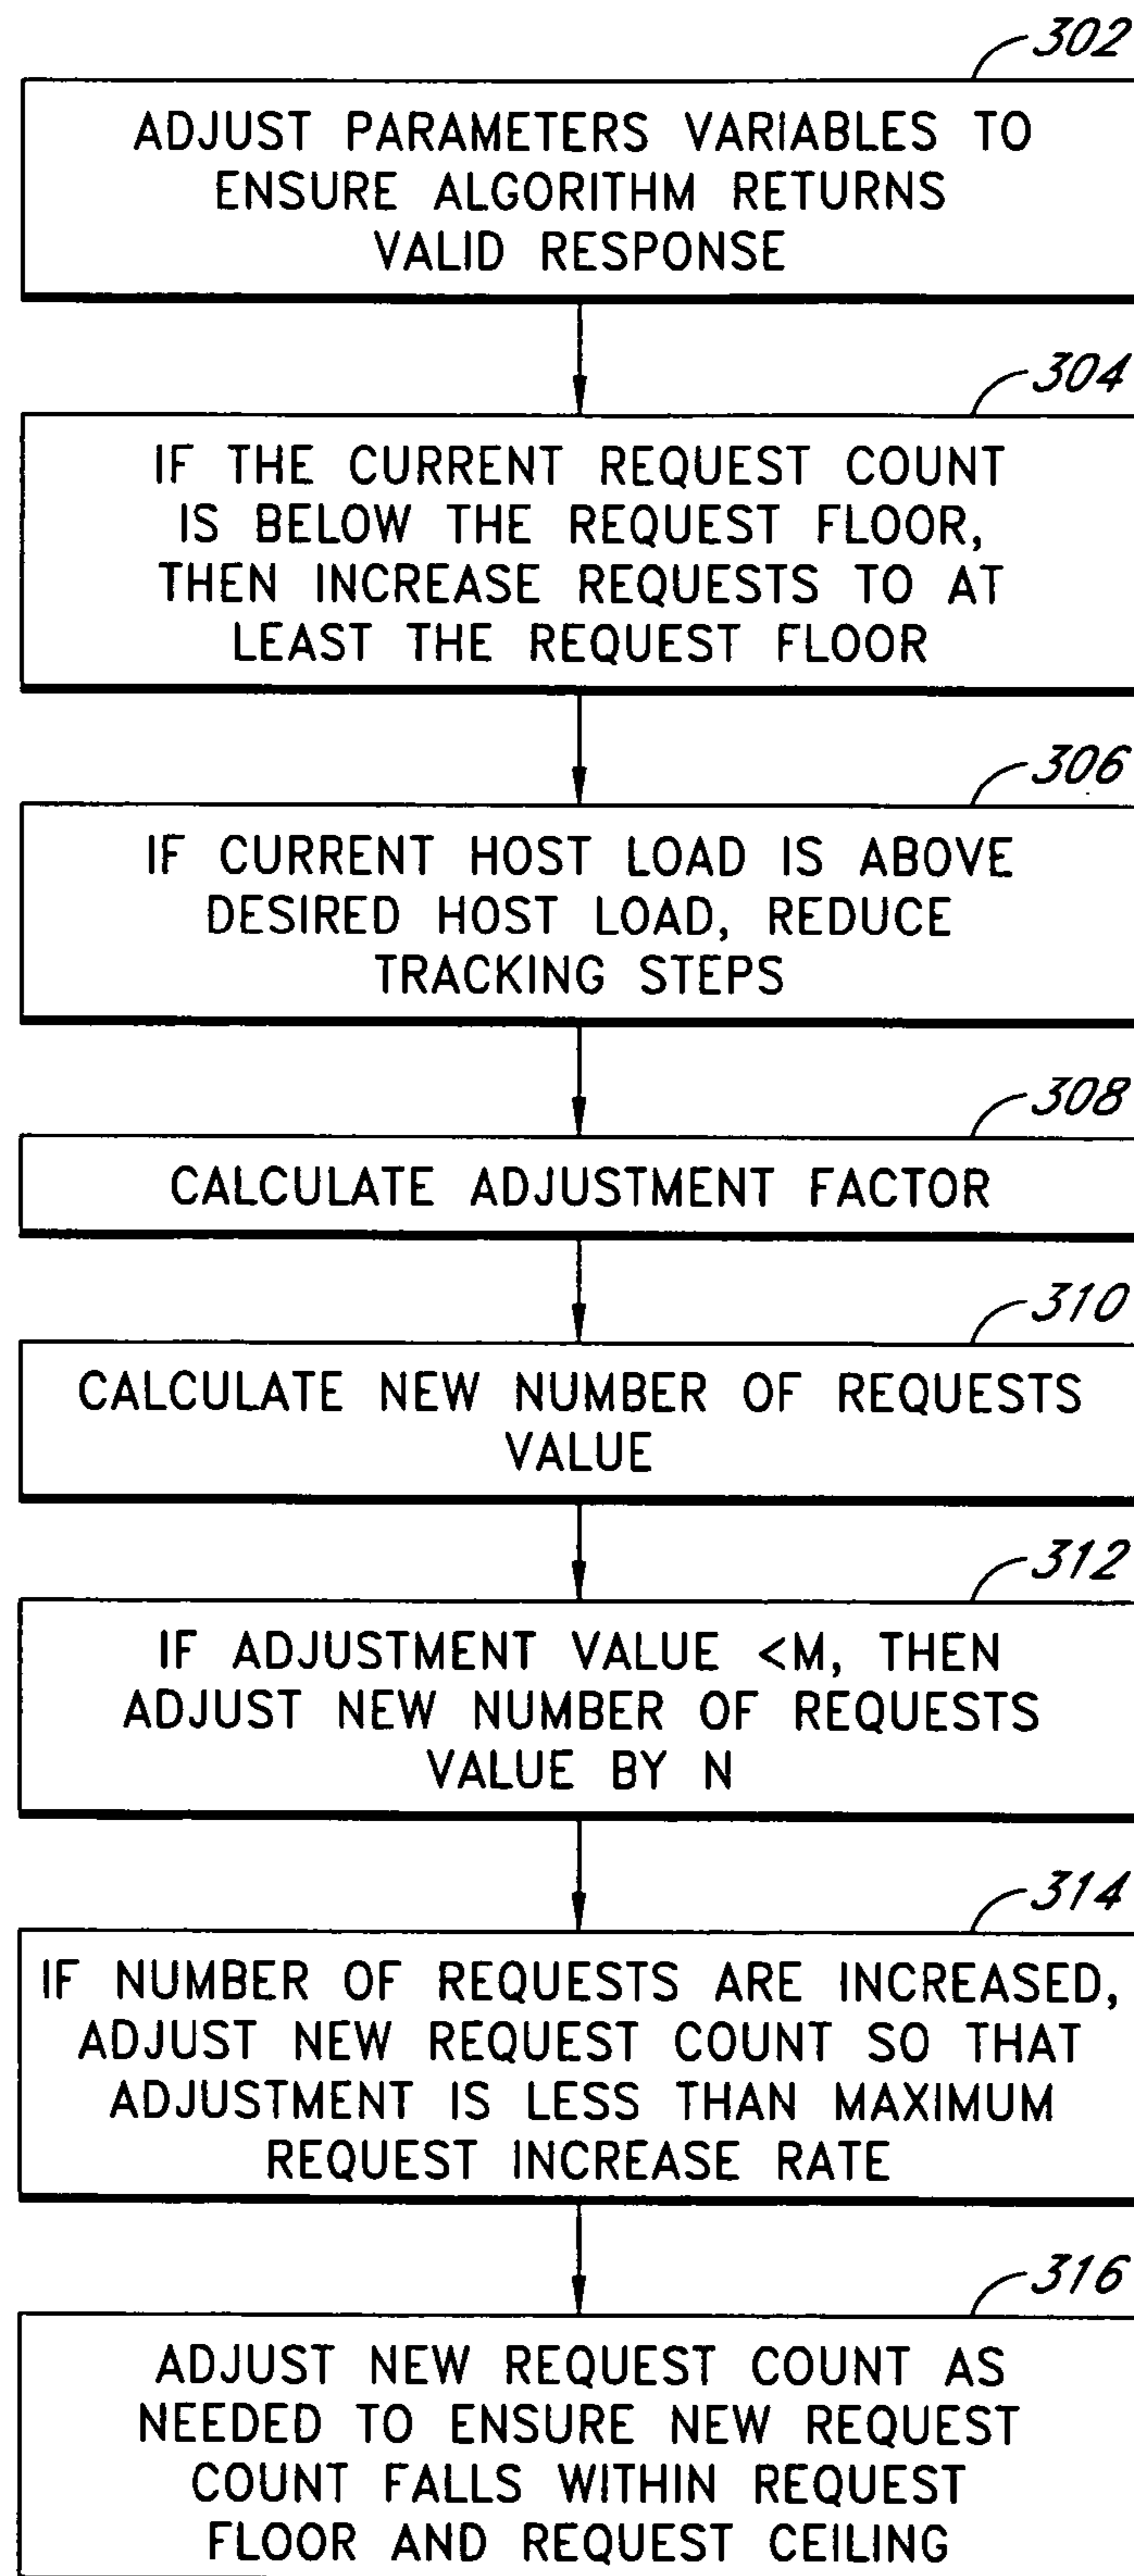 302
ADJUST PARAMETERS VARIABLES TO
ENSURE ALGORITHM RETURNS
VALID RESPONSE
304
IF THE CURRENT REQUEST COUNT
IS BELOW THE REQUEST FLOOR,
THEN INCREASE REQUESTS TO AT
LEAST THE REQUEST FLOOR
306
IF CURRENT HOST LOAD IS ABOVE
DESIRED HOST LOAD, REDUCE
TRACKING STEPS
308
CALCULATE ADJUSTMENT FACTOR
310
CALCULATE NEW NUMBER OF REQUESTS
VALUE
312
IF ADJUSTMENT VALUE <M, THEN
ADJUST NEW NUMBER OF REQUESTS
VALUE BY N
314
IF NUMBER OF REQUESTS ARE INCREASED,
ADJUST NEW REQUEST COUNT SO THAT
ADJUSTMENT IS LESS THAN MAXIMUM
REQUEST INCREASE RATE
316
ADJUST NEW REQUEST COUNT AS
NEEDED TO ENSURE NEW REQUEST
COUNT FALLS WITHIN REQUEST
FLOOR AND REQUEST CEILING